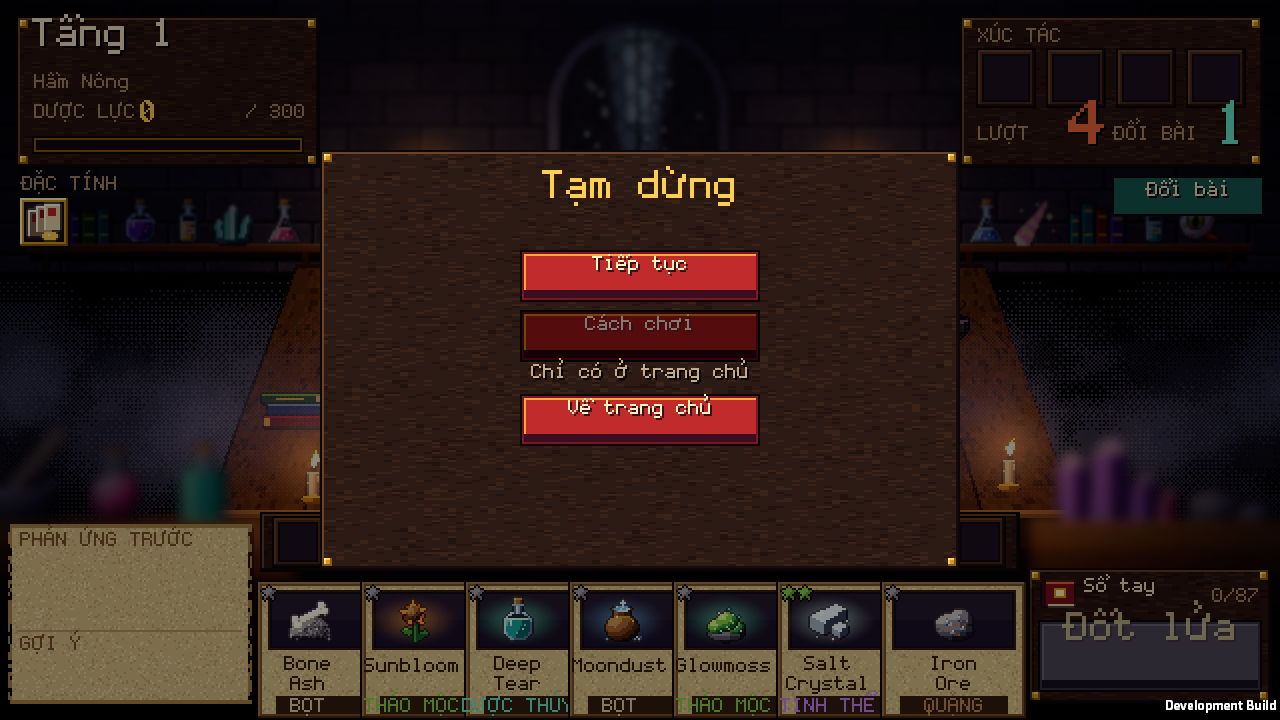 Tầng 1
Hầm Nông
DƯỢC LỰC 0 / 300
ĐẶC TÍNH
XÚC TÁC
LƯỢT 4 ĐỔI BÀI 1
Đổi bài
Tạm dừng
Tiếp tục
Cách chơi
Chỉ có ở trang chủ
Về trang chủ
PHẢN ỨNG TRƯỚC
GỢI Ý
Bone Ash
BỘT
Sunbloom
THẢO MỘC
Deep Tear
DƯỢC THỦY
Moondust
BỘT
Glowmoss
THẢO MỘC
Salt Crystal
TINH THỂ
Iron Ore
QUẶNG
Sổ tay
0/87
Đốt lửa
Development Build